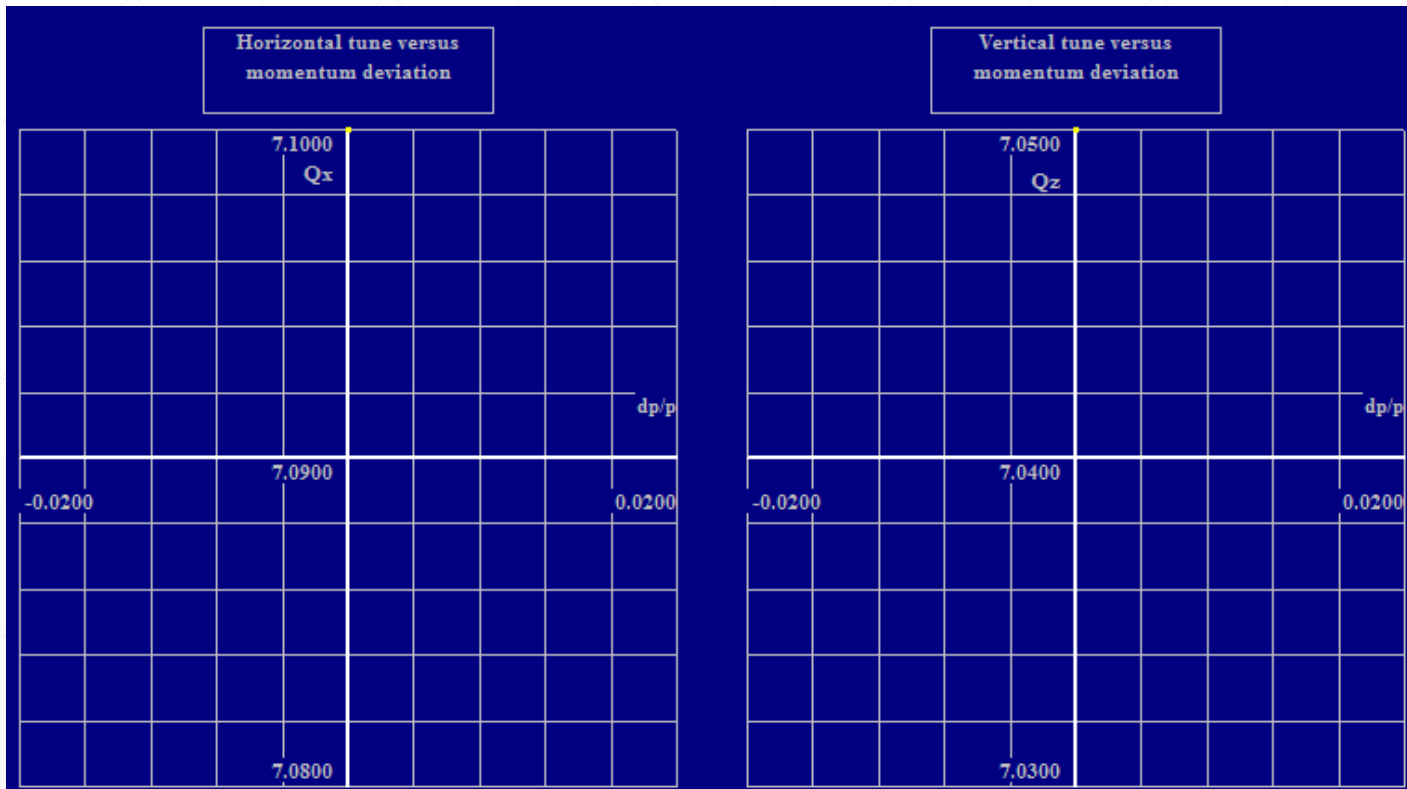 Horizontal tune versus
momentum deviation
7.1000
Qx
dp/p
7.0900
-0.0200
0.0200
7.0800
Vertical tune versus
momentum deviation
7.0500
Qz
dp/p
7.0400
-0.0200
0.0200
7.0300